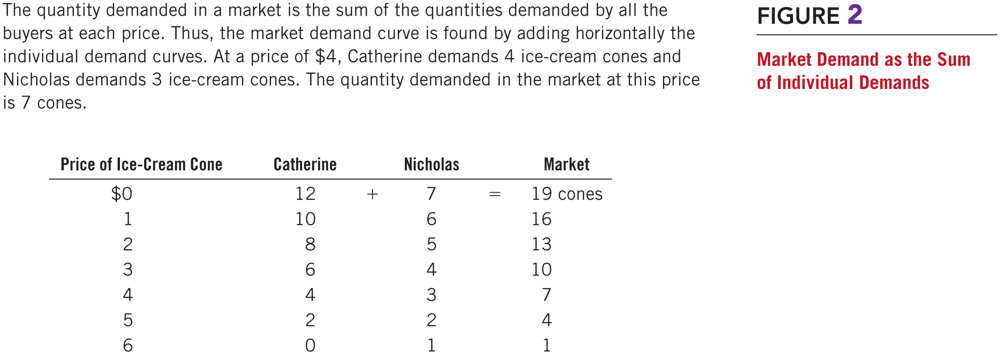 The quantity demanded in a market is the sum of the quantities demanded by all the
buyers at each price. Thus, the market demand curve is found by adding horizontally the
individual demand curves. At a price of $4, Catherine demands 4 ice-cream cones and
Nicholas demands 3 ice-cream cones. The quantity demanded in the market at this price
is 7 cones.
FIGURE 2
Market Demand as the Sum
of Individual Demands
Price of Ice-Cream Cone Catherine Nicholas Market
$0 12 + 7 = 19 cones
1 10 6 16
2 8 5 13
3 6 4 10
4 4 3 7
5 2 2 4
6 0 1 1